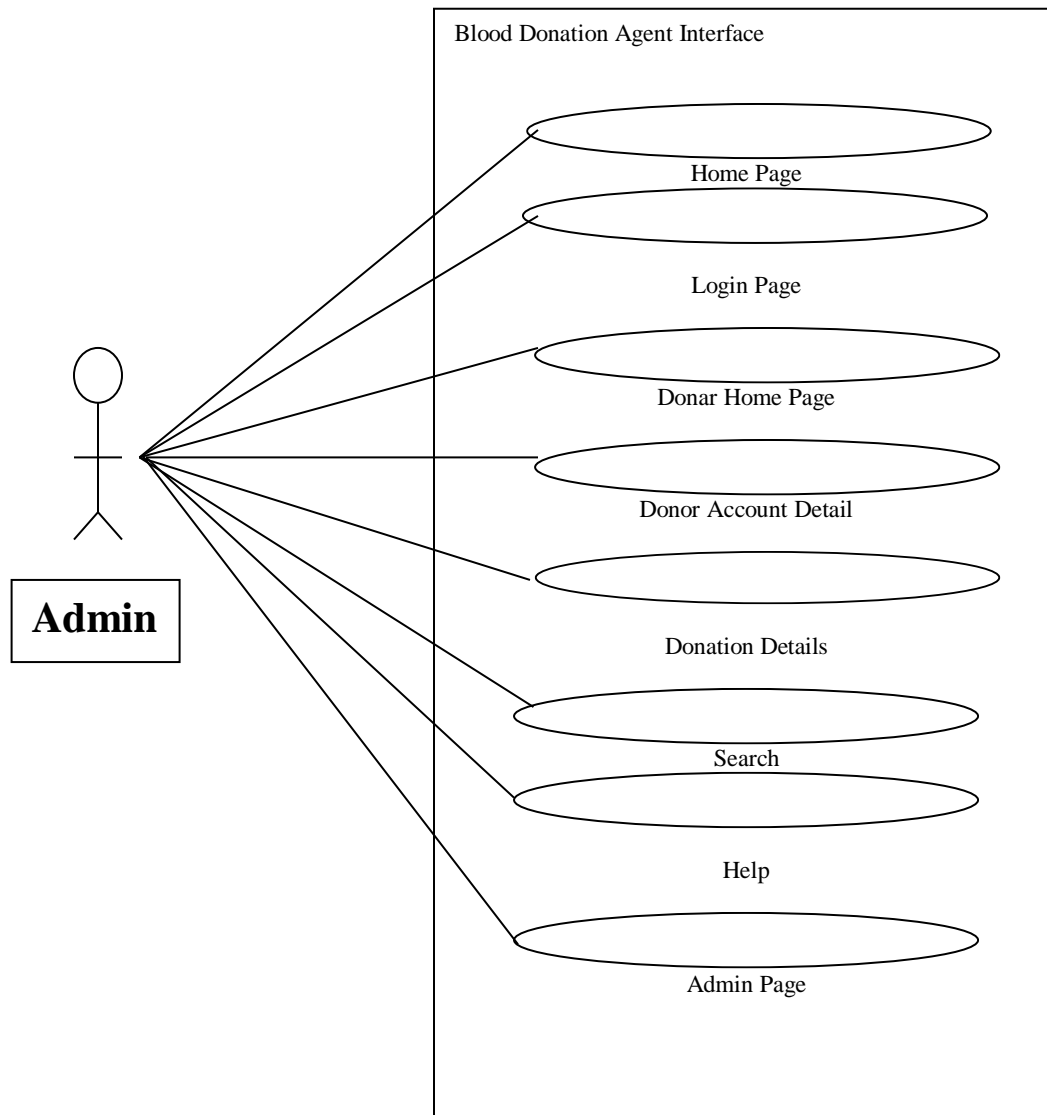 Blood Donation Agent Interface
Home Page
Login Page
Donar Home Page
Donor Account Detail
Admin
Donation Details
Search
Help
Admin Page